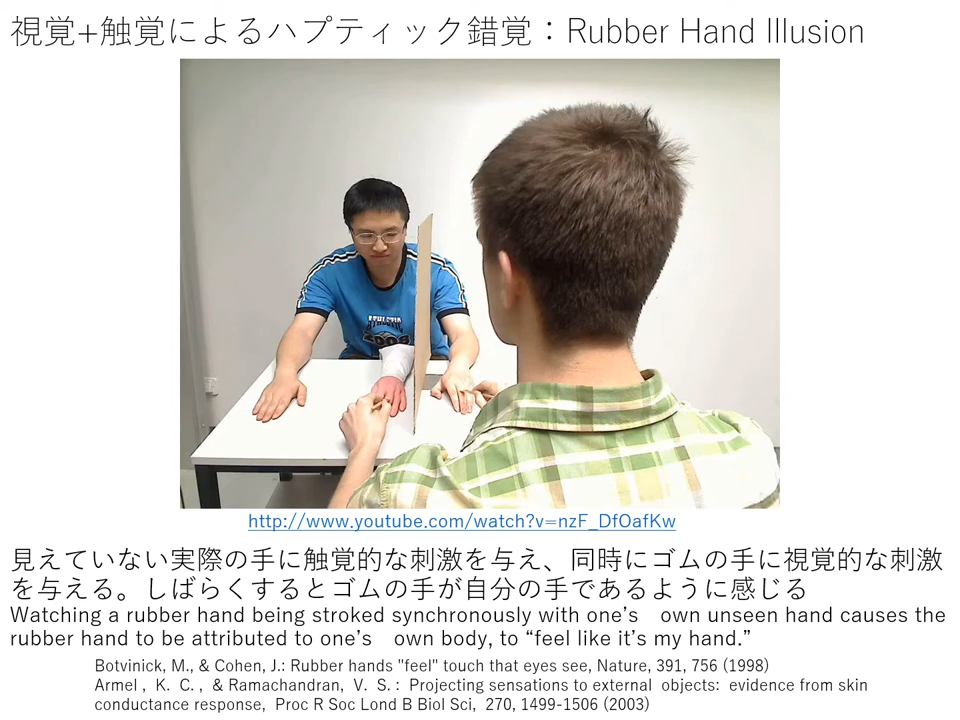 視覚+触覚によるハプティック錯覚：Rubber Hand Illusion
ATHLETIC
2008
http://www.youtube.com/watch?v=nzF_DfOafKw
見えていない実際の手に触覚的な刺激を与え、同時にゴムの手に視覚的な刺激
を与える。しばらくするとゴムの手が自分の手であるように感じる
Watching a rubber hand being stroked synchronously with one’s　own unseen hand causes the
rubber hand to be attributed to one’s　own body, to “feel like it’s my hand.”
Botvinick, M., & Cohen, J.: Rubber hands "feel" touch that eyes see, Nature, 391, 756 (1998)
Armel , K. C. , & Ramachandran, V. S. : Projecting sensations to external objects: evidence from skin
conductance response, Proc R Soc Lond B Biol Sci, 270, 1499-1506 (2003)